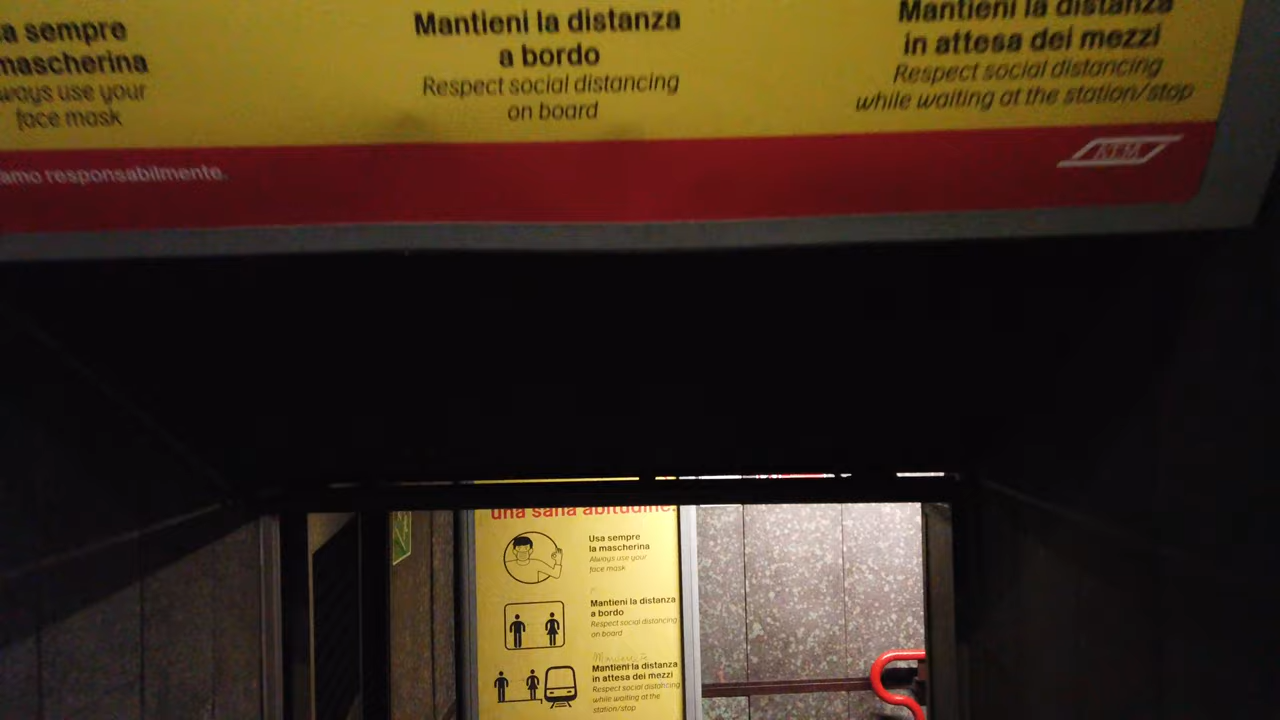 a sempre
mascherina
ways use your
face mask
Mantieni la distanza
a bordo
Respect social distancing
on board
Mantieni la distanza
in attesa dei mezzi
Respect social distancing
while waiting at the station/stop
amo responsabilmente.
una sana abitudine.
Usa sempre
la mascherina
Always use your
face mask
Mantieni la distanza
a bordo
Respect social distancing
on board
Mantieni la distanza
in attesa dei mezzi
Respect social distancing
while waiting at the
station/stop